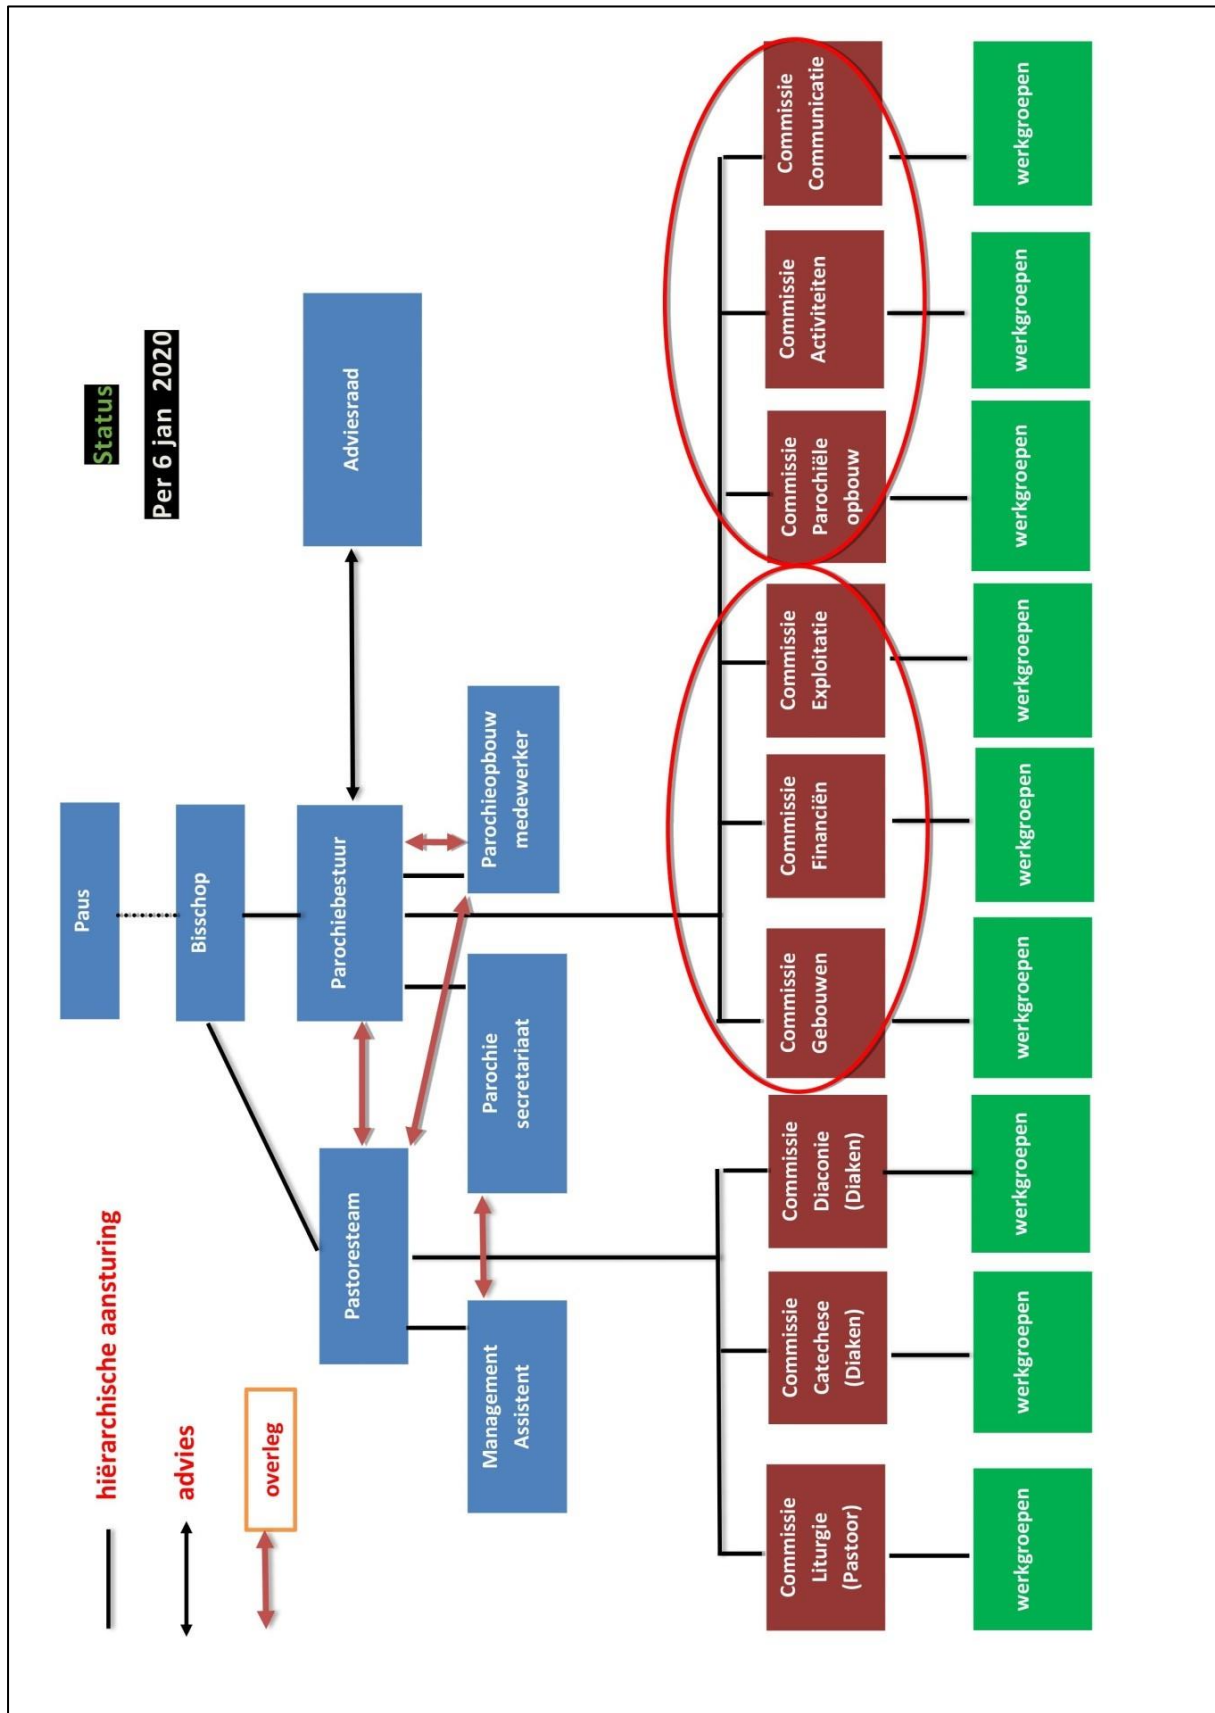 hiërarchische aansturing
advies
overleg
Status
Per 6 jan 2020
Paus
Bisschop
Pastoresteam
Parochiebestuur
Adviesraad
Management
Assistent
Parochie
secretariaat
Parochieopbouw
medewerker
Commissie
Liturgie
(Pastoor)
Commissie
Catechese
(Diaken)
Commissie
Diaconie
(Diaken)
Commissie
Gebouwen
Commissie
Financiën
Commissie
Exploitatie
Commissie
Parochiële
opbouw
Commissie
Activiteiten
Commissie
Communicatie
werkgroepen
werkgroepen
werkgroepen
werkgroepen
werkgroepen
werkgroepen
werkgroepen
werkgroepen
werkgroepen